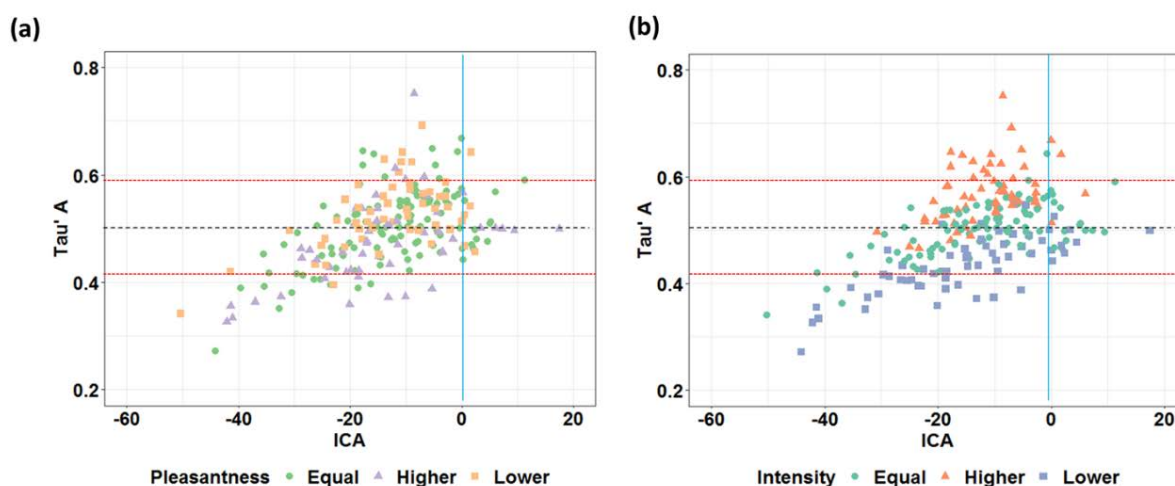 (a)
0.8
0.6
0.4
0.2
Tau' A
-60 -40 -20 0 20
ICA
Pleasantness Equal Higher Lower
(b)
0.8
0.6
0.4
0.2
Tau' A
-60 -40 -20 0 20
ICA
Intensity Equal Higher Lower